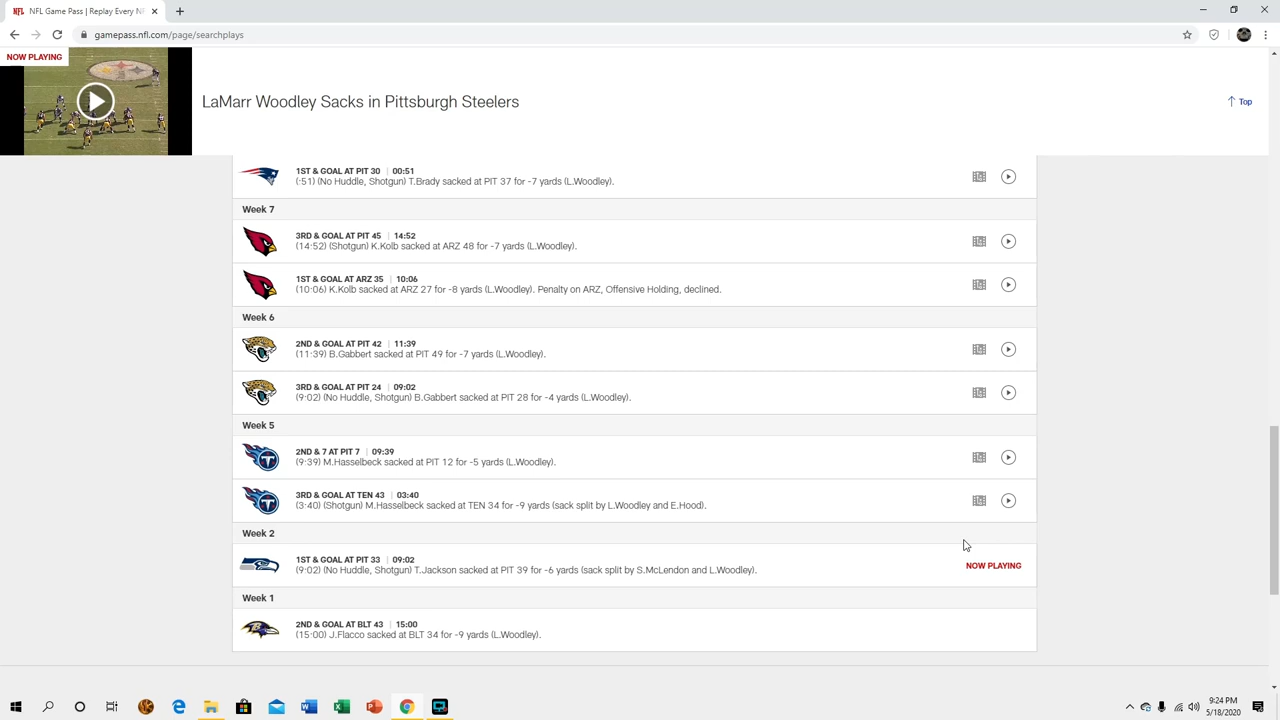 NFL Game Pass | Replay Every N
gamepass.nfl.com/page/searchplays
NOW PLAYING
LaMarr Woodley Sacks in Pittsburgh Steelers
Top
1ST & GOAL AT PIT 30 | 00:51
(:51) (No Huddle, Shotgun) T.Brady sacked at PIT 37 for -7 yards (L.Woodley).
Week 7
3RD & GOAL AT PIT 45 | 14:52
(14:52) (Shotgun) K.Kolb sacked at ARZ 48 for -7 yards (L.Woodley).
1ST & GOAL AT ARZ 35 | 10:06
(10:06) K.Kolb sacked at ARZ 27 for -8 yards (L.Woodley). Penalty on ARZ, Offensive Holding, declined.
Week 6
2ND & GOAL AT PIT 42 | 11:39
(11:39) B.Gabbert sacked at PIT 49 for -7 yards (L.Woodley).
3RD & GOAL AT PIT 24 | 09:02
(9:02) (No Huddle, Shotgun) B.Gabbert sacked at PIT 28 for -4 yards (L.Woodley).
Week 5
2ND & 7 AT PIT 7 | 09:39
(9:39) M.Hasselbeck sacked at PIT 12 for -5 yards (L.Woodley).
3RD & GOAL AT TEN 43 | 03:40
(3:40) (Shotgun) M.Hasselbeck sacked at TEN 34 for -9 yards (sack split by L.Woodley and E.Hood).
Week 2
1ST & GOAL AT PIT 33 | 09:02
(9:02) (No Huddle, Shotgun) T.Jackson sacked at PIT 39 for -6 yards (sack split by S.McLendon and L.Woodley).
NOW PLAYING
Week 1
2ND & GOAL AT BLT 43 | 15:00
(15:00) J.Flacco sacked at BLT 34 for -9 yards (L.Woodley).
9:24 PM
5/18/2020